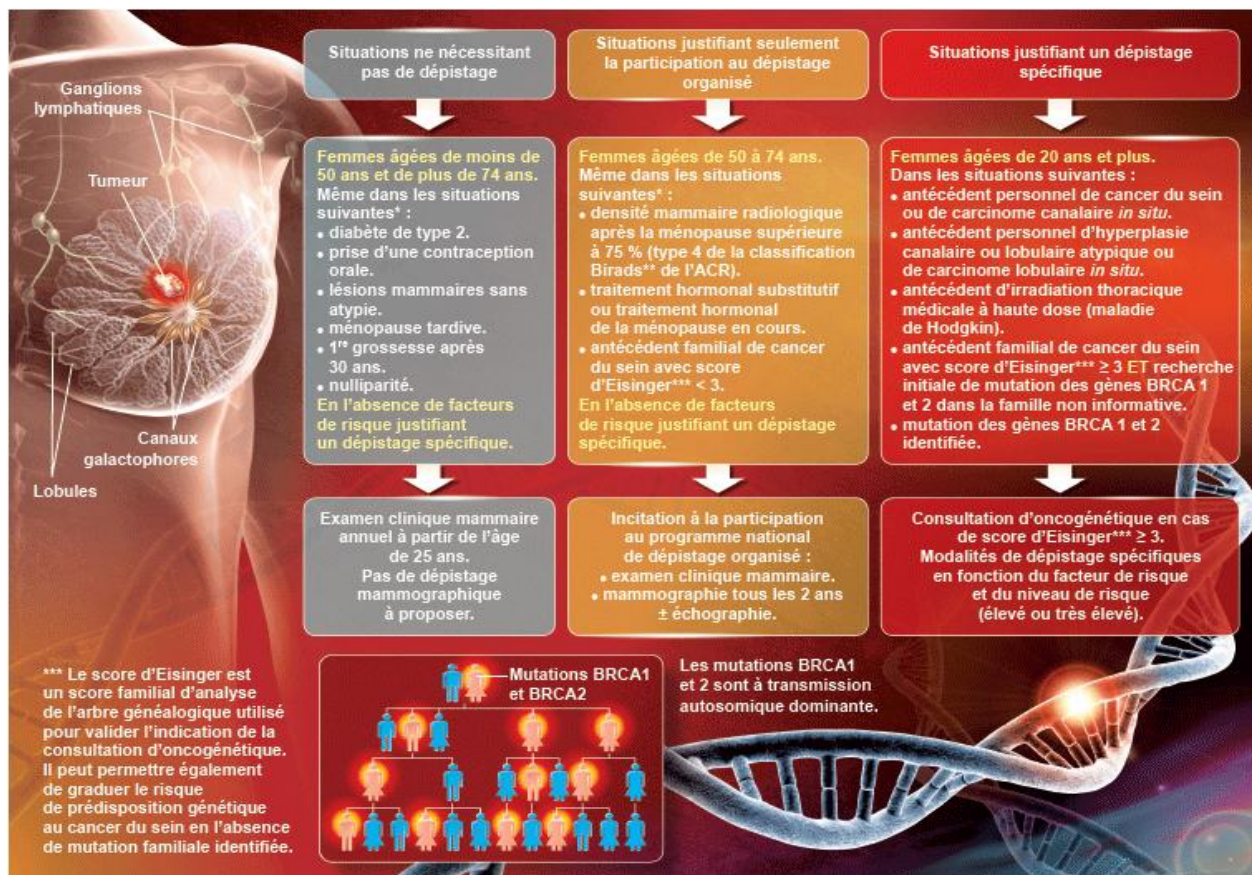 Ganglions
lymphatiques
Tumeur
Canaux
galactophores
Lobules
Situations ne nécessitant
pas de dépistage
Femmes âgées de moins de
50 ans et de plus de 74 ans.
Même dans les situations
suivantes* :
• diabète de type 2.
• prise d'une contraception
orale.
• lésions mammaires sans
atypie.
• ménopause tardive.
• 1re grossesse après
30 ans.
• nulliparité.
En l'absence de facteurs
de risque justifiant
un dépistage spécifique.
Examen clinique mammaire
annuel à partir de l'âge
de 25 ans.
Pas de dépistage
mammographique
à proposer.
Situations justifiant seulement
la participation au dépistage
organisé
Femmes âgées de 50 à 74 ans.
Même dans les situations
suivantes* :
• densité mammaire radiologique
après la ménopause supérieure
à 75 % (type 4 de la classification
Birads** de l'ACR).
• traitement hormonal substitutif
ou traitement hormonal
de la ménopause en cours.
• antécédent familial de cancer
du sein avec score
d'Eisinger*** < 3.
En l'absence de facteurs
de risque justifiant un dépistage
spécifique.
Incitation à la participation
au programme national
de dépistage organisé :
• examen clinique mammaire.
• mammographie tous les 2 ans
± échographie.
Situations justifiant un dépistage
spécifique
Femmes âgées de 20 ans et plus.
Dans les situations suivantes :
• antécédent personnel de cancer du sein
ou de carcinome canalaire in situ.
• antécédent personnel d'hyperplasie
canalaire ou lobulaire atypique ou
de carcinome lobulaire in situ.
• antécédent d'irradiation thoracique
médicale à haute dose (maladie
de Hodgkin).
• antécédent familial de cancer du sein
avec score d'Eisinger*** ≥ 3 ET recherche
initiale de mutation des gènes BRCA 1
et 2 dans la famille non informative.
• mutation des gènes BRCA 1 et 2
identifiée.
Consultation d'oncogénétique en cas
de score d'Eisinger*** ≥ 3.
Modalités de dépistage spécifiques
en fonction du facteur de risque
et du niveau de risque
(élevé ou très élevé).
*** Le score d'Eisinger est
un score familial d'analyse
de l'arbre généalogique utilisé
pour valider l'indication de la
consultation d'oncogénétique.
Il peut permettre également
de graduer le risque
de prédisposition génétique
au cancer du sein en l'absence
de mutation familiale identifiée.
Mutations BRCA1
et BRCA2
Les mutations BRCA1
et 2 sont à transmission
autosomique dominante.